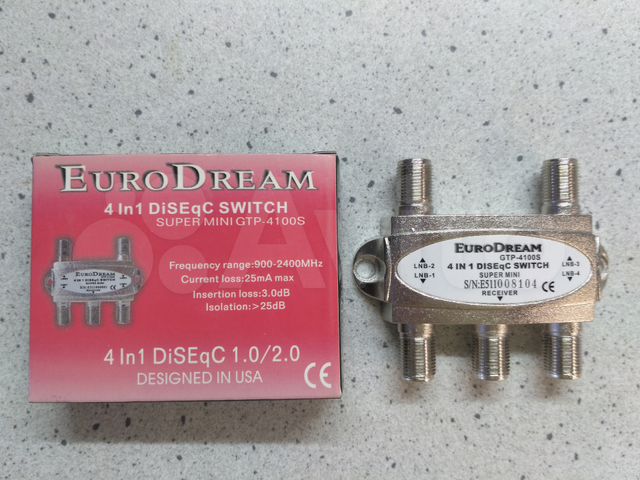 EURODREAM
4 In1 DiSEqC SWITCH
SUPER MINI GTP-4100S
Frequency range:900-2400MHz
Current loss:25mA max
Insertion loss:3.0dB
Isolation:>25dB
4 In1 DiSEqC 1.0/2.0
DESIGNED IN USA
CE
EURODREAM
GTP-4100S
4 IN 1 DISEqC SWITCH
SUPER MINI
S/N:E511008104
RECEIVER
LNB-2
LNB-1
LNB-3
LNB-4
CE